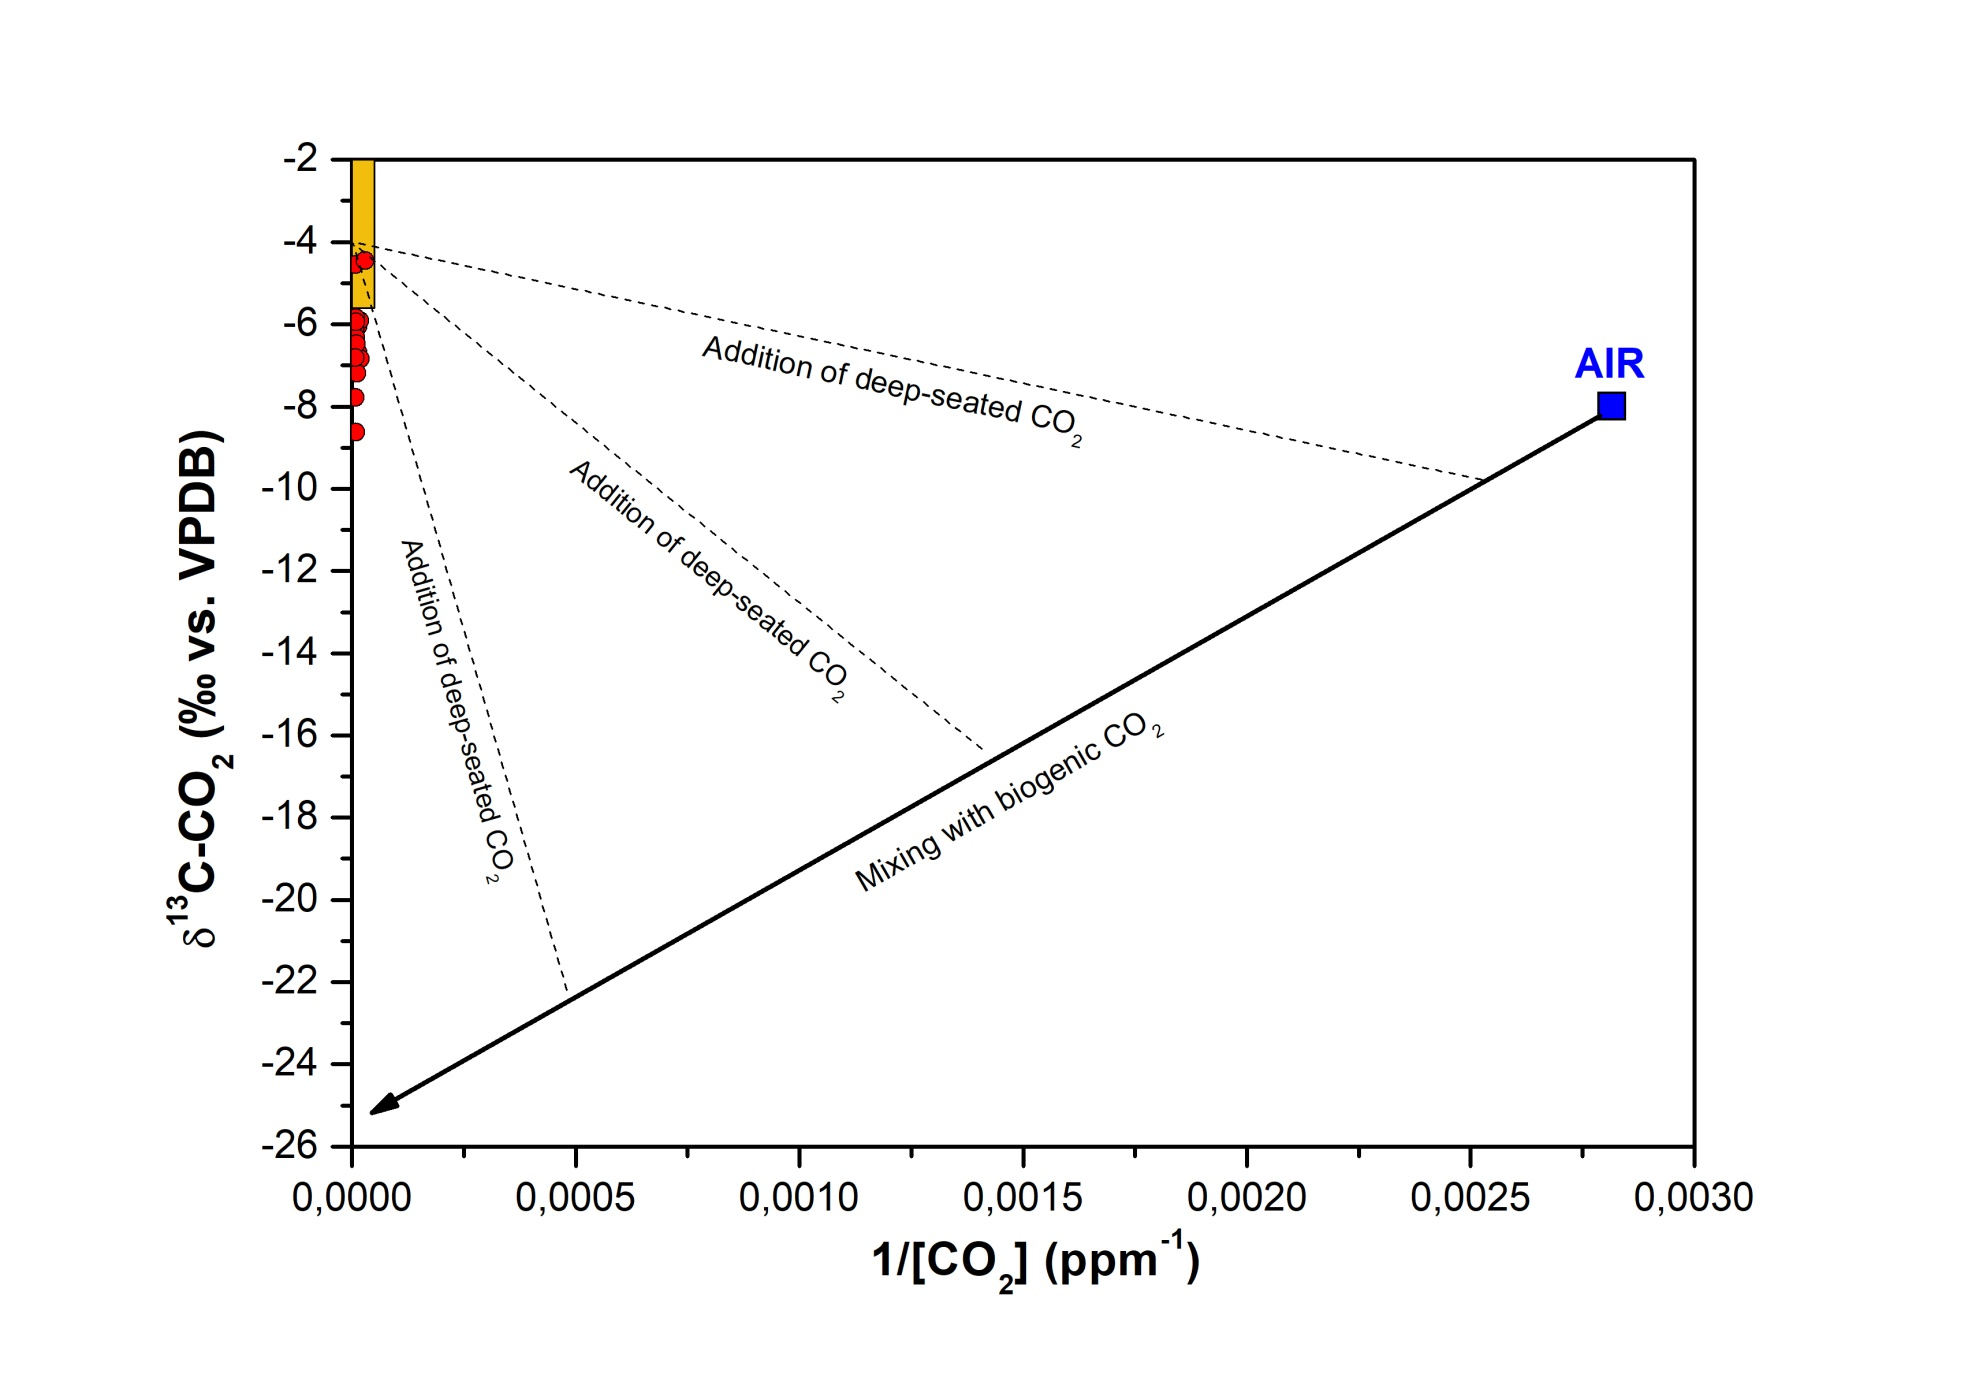 -2
-4
-6
-8
-10
-12
-14
-16
-18
-20
-22
-24
-26
δ¹³C-CO₂ (‰ vs. VPDB)
AIR
Addition of deep-seated CO₂
Addition of deep-seated CO₂
Addition of deep-seated CO₂
Mixing with biogenic CO₂
0,0000 0,0005 0,0010 0,0015 0,0020 0,0025 0,0030
1/[CO₂] (ppm⁻¹)